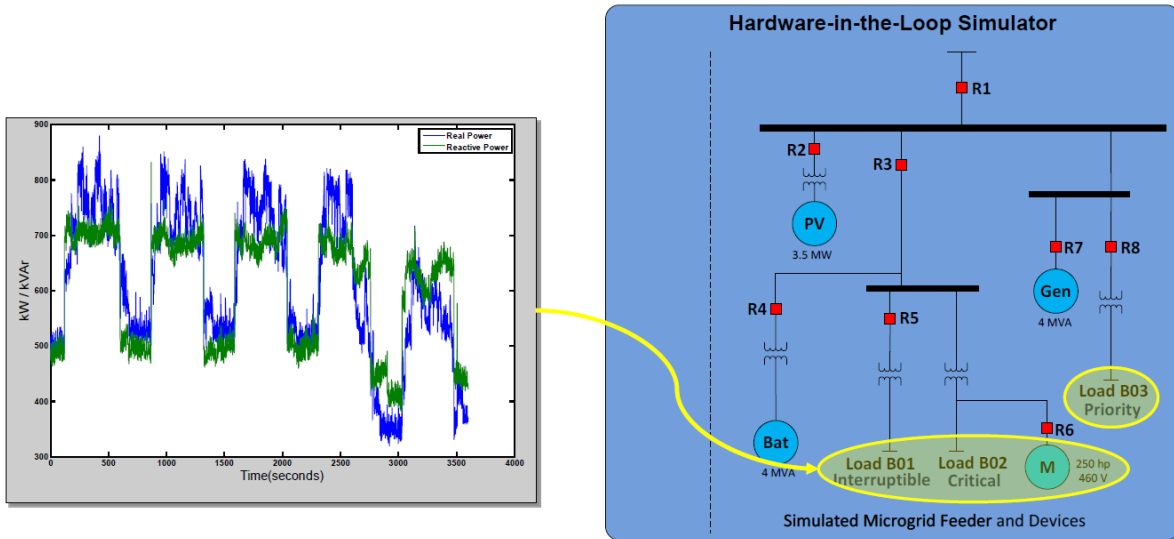 Real Power
Reactive Power
900
800
700
600
500
400
300
kW / kVAr
0
500
1000
1500
2000
2500
3000
3500
4000
Time(seconds)
Hardware-in-the-Loop Simulator
R1
R2
R3
PV
3.5 MW
R7
R8
Gen
4 MVA
R4
R5
Load B03
Priority
R6
Bat
4 MVA
Load B01
Interruptible
Load B02
Critical
M
250 hp
460 V
Simulated Microgrid Feeder and Devices